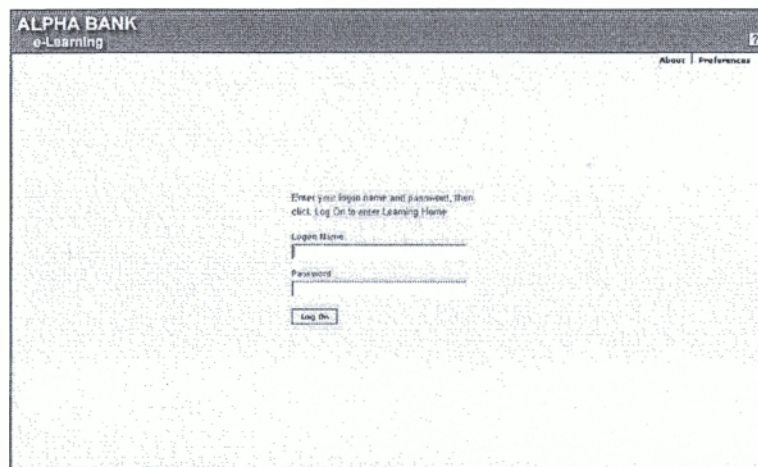 ALPHA BANK
e-Learning
?
About | Preferences
Enter your login name and password, then
click Log On to enter Learning Home
Logon Name
Password
Log On